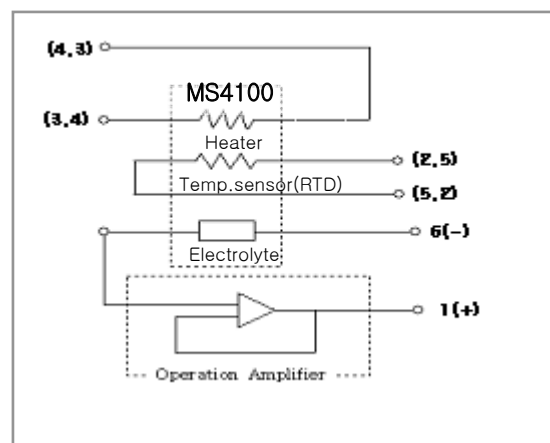 (4,3)
MS4100
(3,4)
Heater
(2,5)
Temp.sensor(RTD)
(5,2)
6(-)
Electrolyte
1(+)
Operation Amplifier